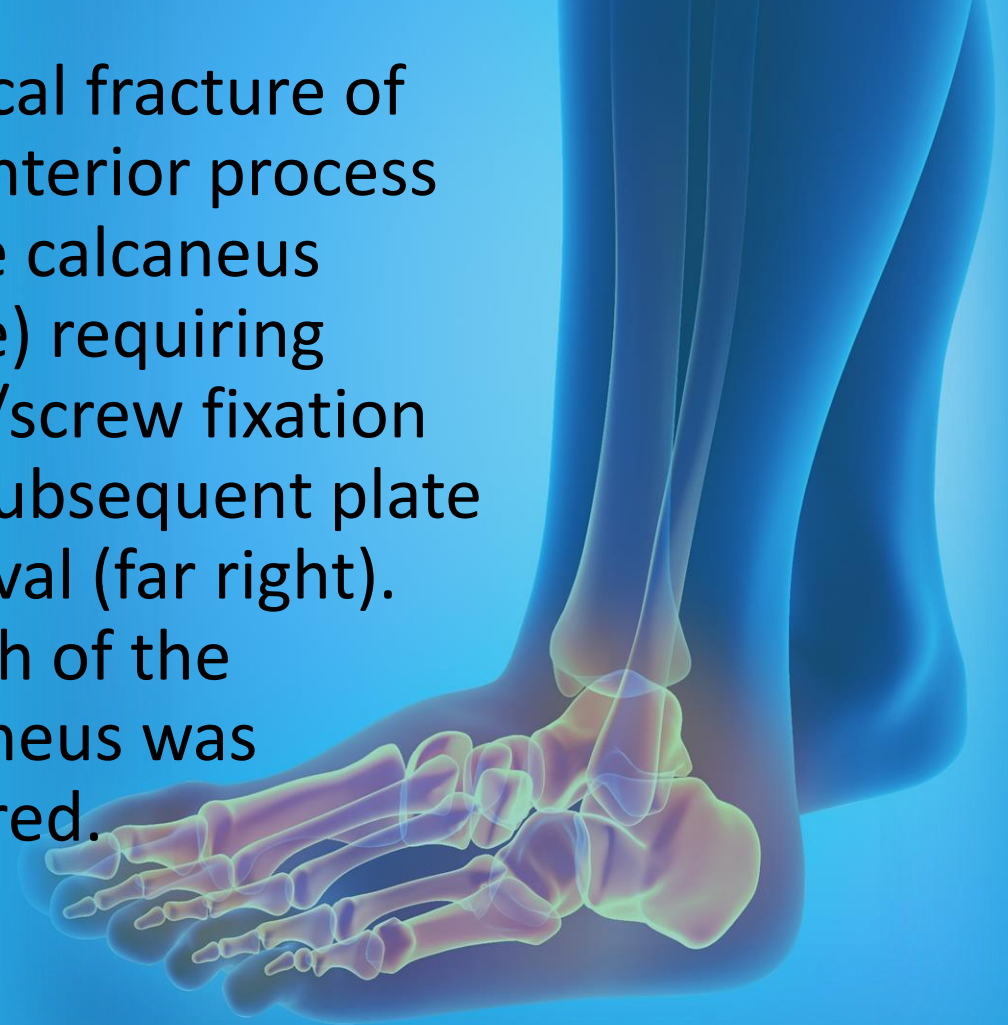 cal fracture of
nterior process
e calcaneus
e) requiring
/screw fixation
ubsequent plate
val (far right).
h of the
neus was
red.